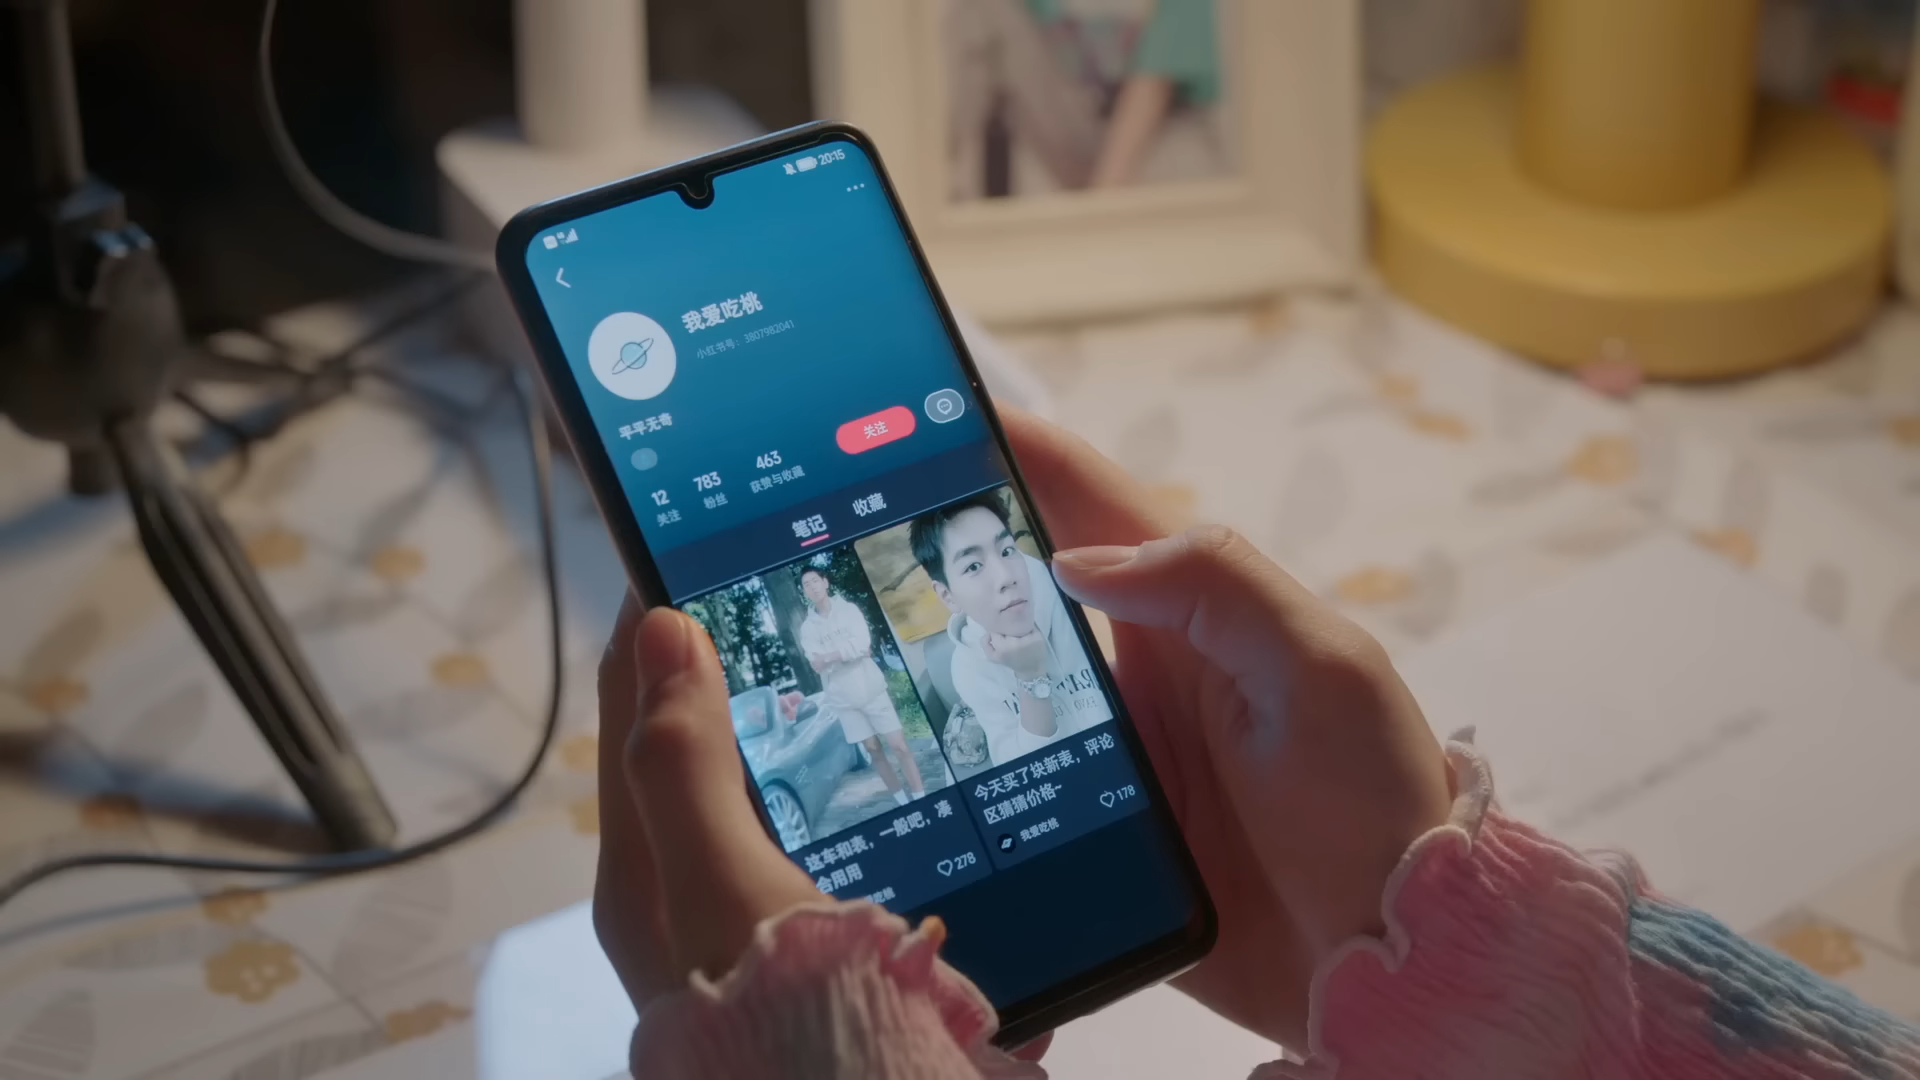 20:15
我爱吃桃
小红书号：3807982041
平平无奇
12 783 463
关注 粉丝 获赞与收藏
关注
笔记 收藏
这车和表，一般吧，凑
合用用
278
今天买了块新表，评论
区猜猜价格~
我爱吃桃
178